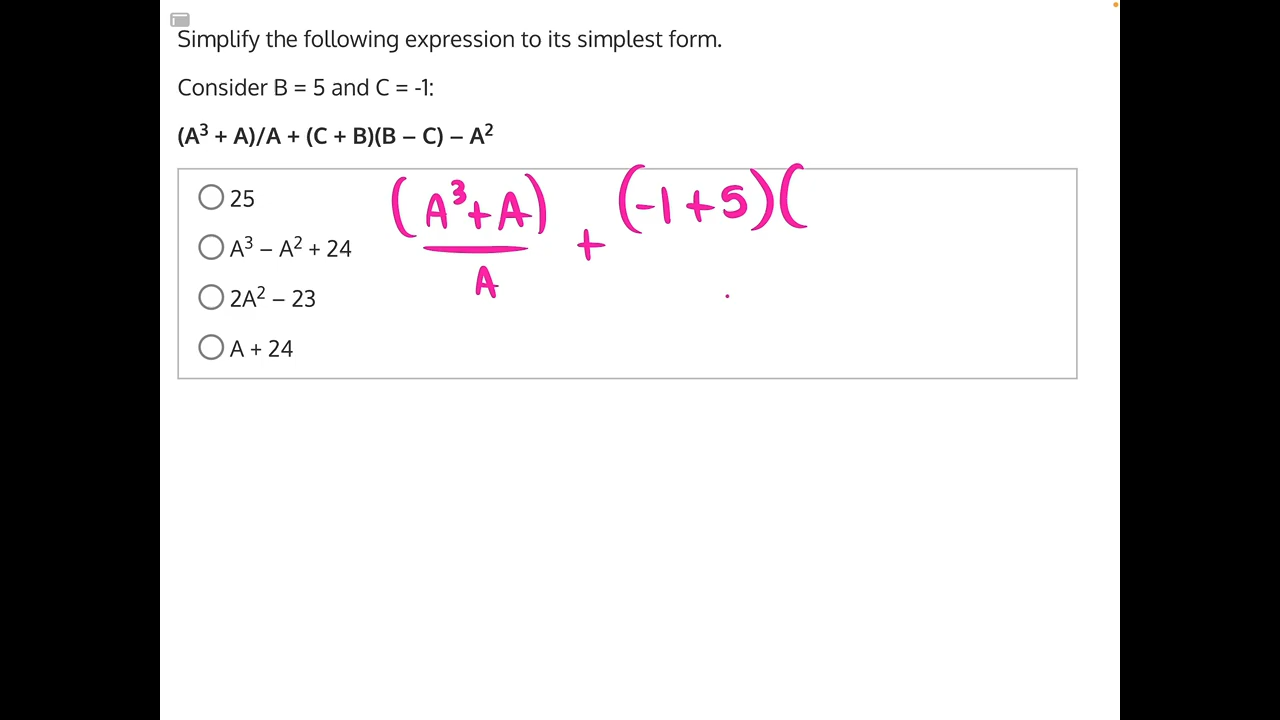 Simplify the following expression to its simplest form.
Consider B = 5 and C = -1:
(A³ + A)/A + (C + B)(B – C) – A²
25
A³ – A² + 24
2A² – 23
A + 24
(A³+A)
A
+
(-1+5)(